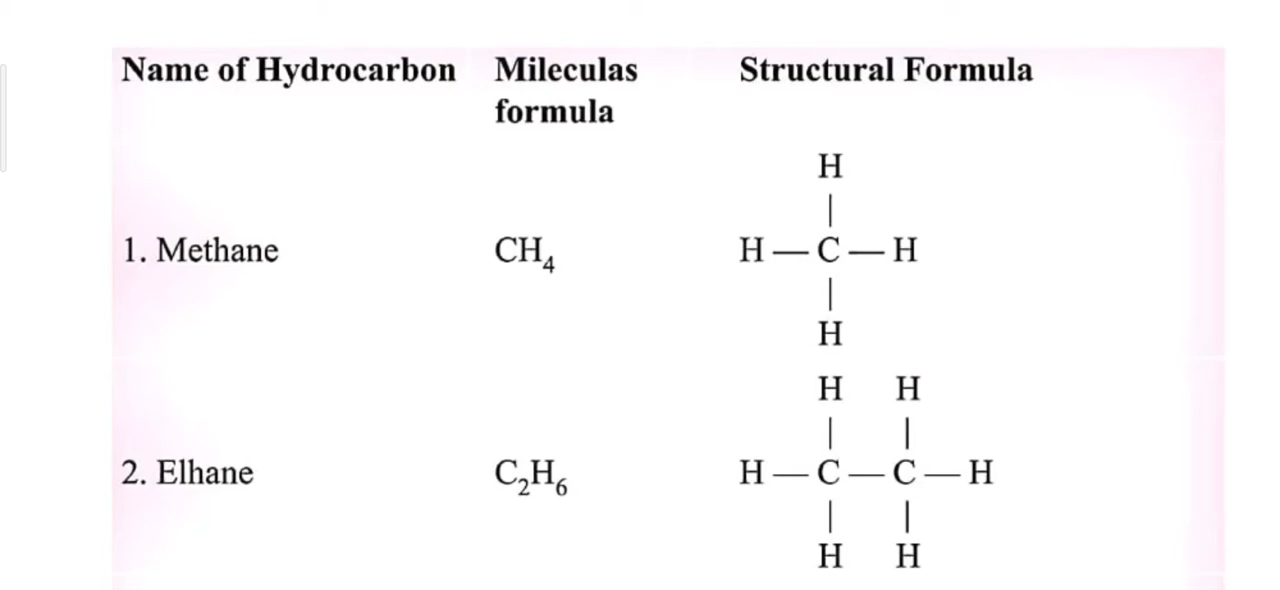 Name of Hydrocarbon Mileculas Structural Formula
formula
H
|
1. Methane CH₄ H—C—H
|
H
H H
| |
2. Elhane C₂H₆ H—C—C—H
| |
H H